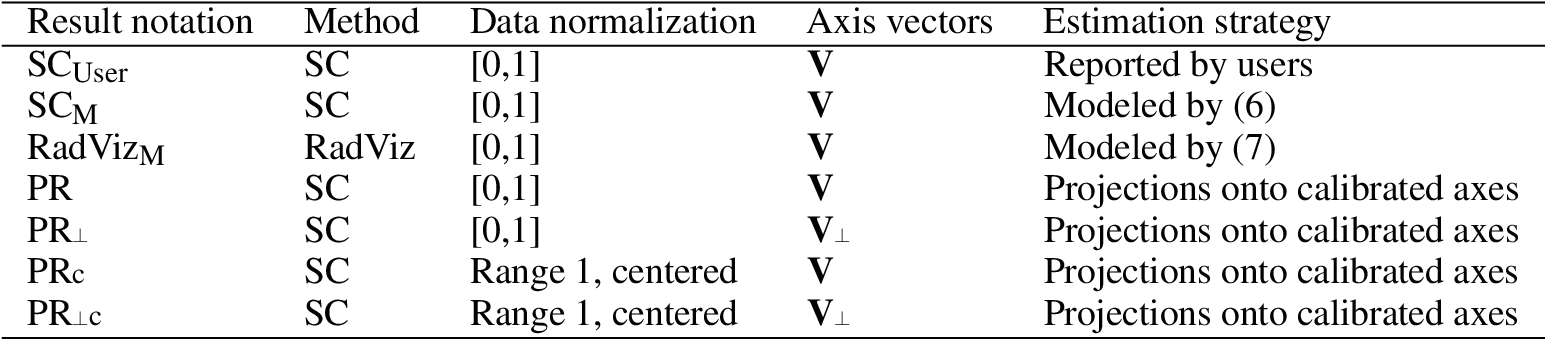 Result notation Method Data normalization Axis vectors Estimation strategy
SC_User SC [0,1] V Reported by users
SC_M SC [0,1] V Modeled by (6)
RadViz_M RadViz [0,1] V Modeled by (7)
PR SC [0,1] V Projections onto calibrated axes
PR⊥ SC [0,1] V⊥ Projections onto calibrated axes
PRc SC Range 1, centered V Projections onto calibrated axes
PR⊥c SC Range 1, centered V⊥ Projections onto calibrated axes